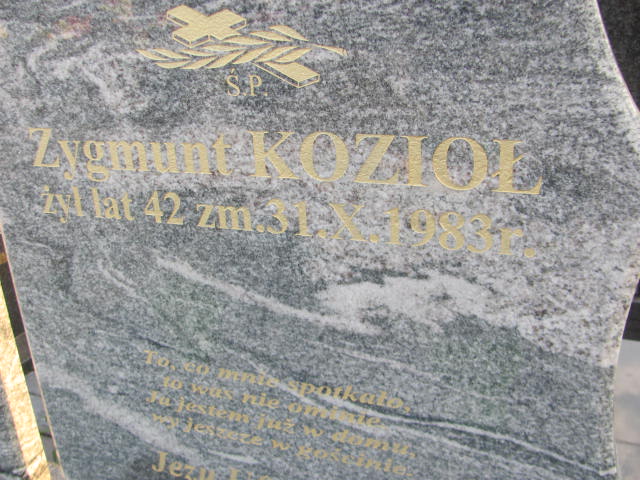 Ś.P.
Zygmunt KOZIOŁ
żył lat 42 zm.31.X.1983r.
To, co mnie spotkało,
to was nie ominie
Ja jestem już w domu,
wy jeszcze w gościnie.
Jezu